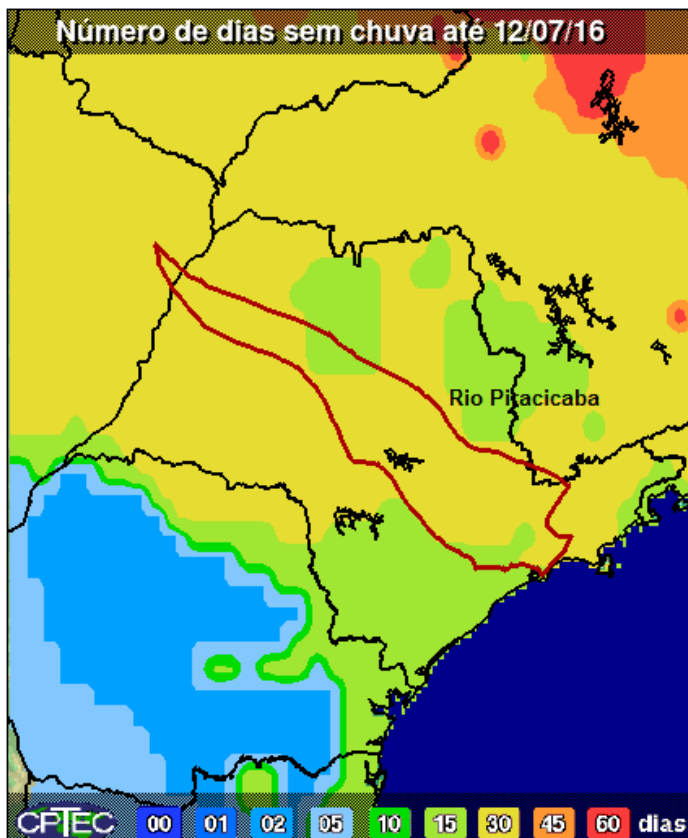 Número de dias sem chuva até 12/07/16
Rio Piracicaba
CPTEC 00 01 02 05 10 15 30 45 60 dias